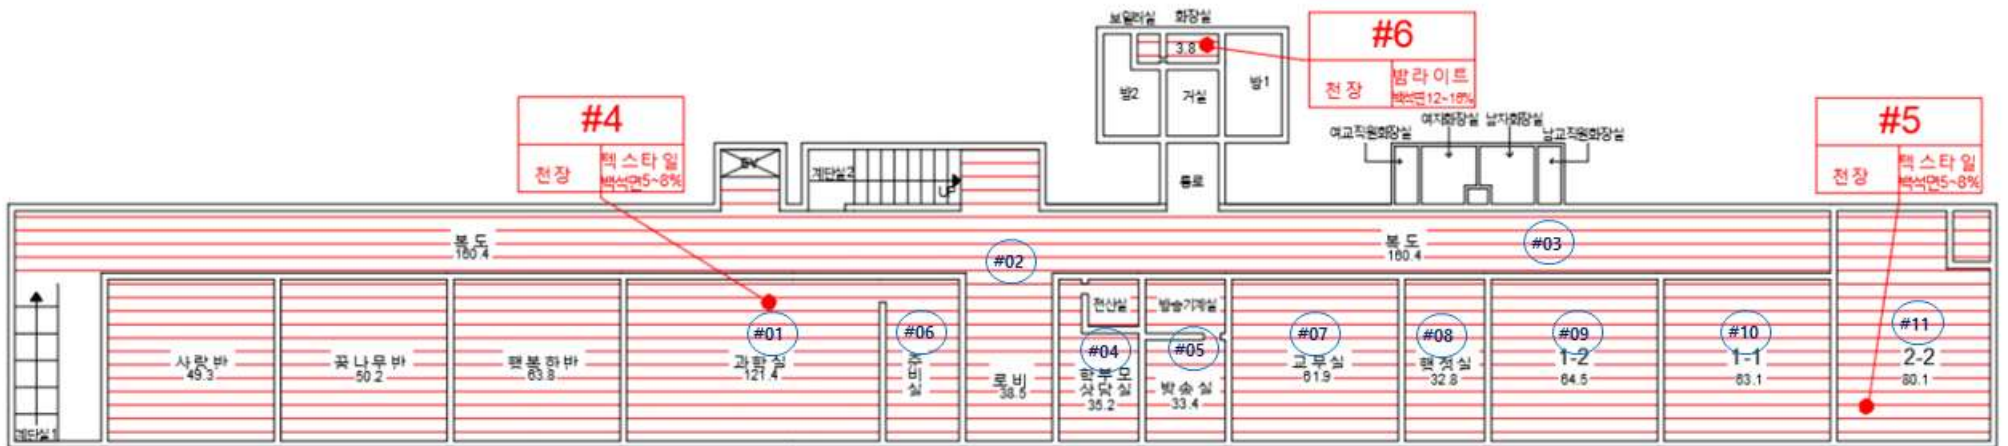 보일러실
화장실
#6
3.8
천장
밤라이트
백석면12~16%
방2
거실
방1
#4
천장
텍스타일
백석면5~8%
#5
천장
텍스타일
백석면5~8%
여교직원화장실
여자화장실
남자화장실
남교직원화장실
EV
계단실2
UP
통로
복도
160.4
#02
복도
160.4
#03
전산실
방송기계실
#01
#06
#04
#05
#07
#08
#09
#10
#11
사랑반
49.3
꽃나무반
50.2
행복한반
63.8
과학실
121.4
준비실
로비
38.5
학부모
상담실
35.2
방송실
33.4
교무실
61.9
행정실
32.8
1-2
64.5
1-1
63.1
2-2
80.1
계단실1